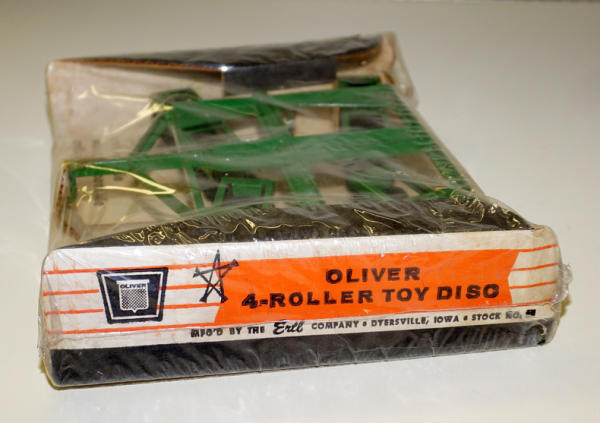 OLIVER
OLIVER
4-ROLLER TOY DISC
MFG'D BY THE Ertl COMPANY • DYERSVILLE, IOWA • STOCK NO.